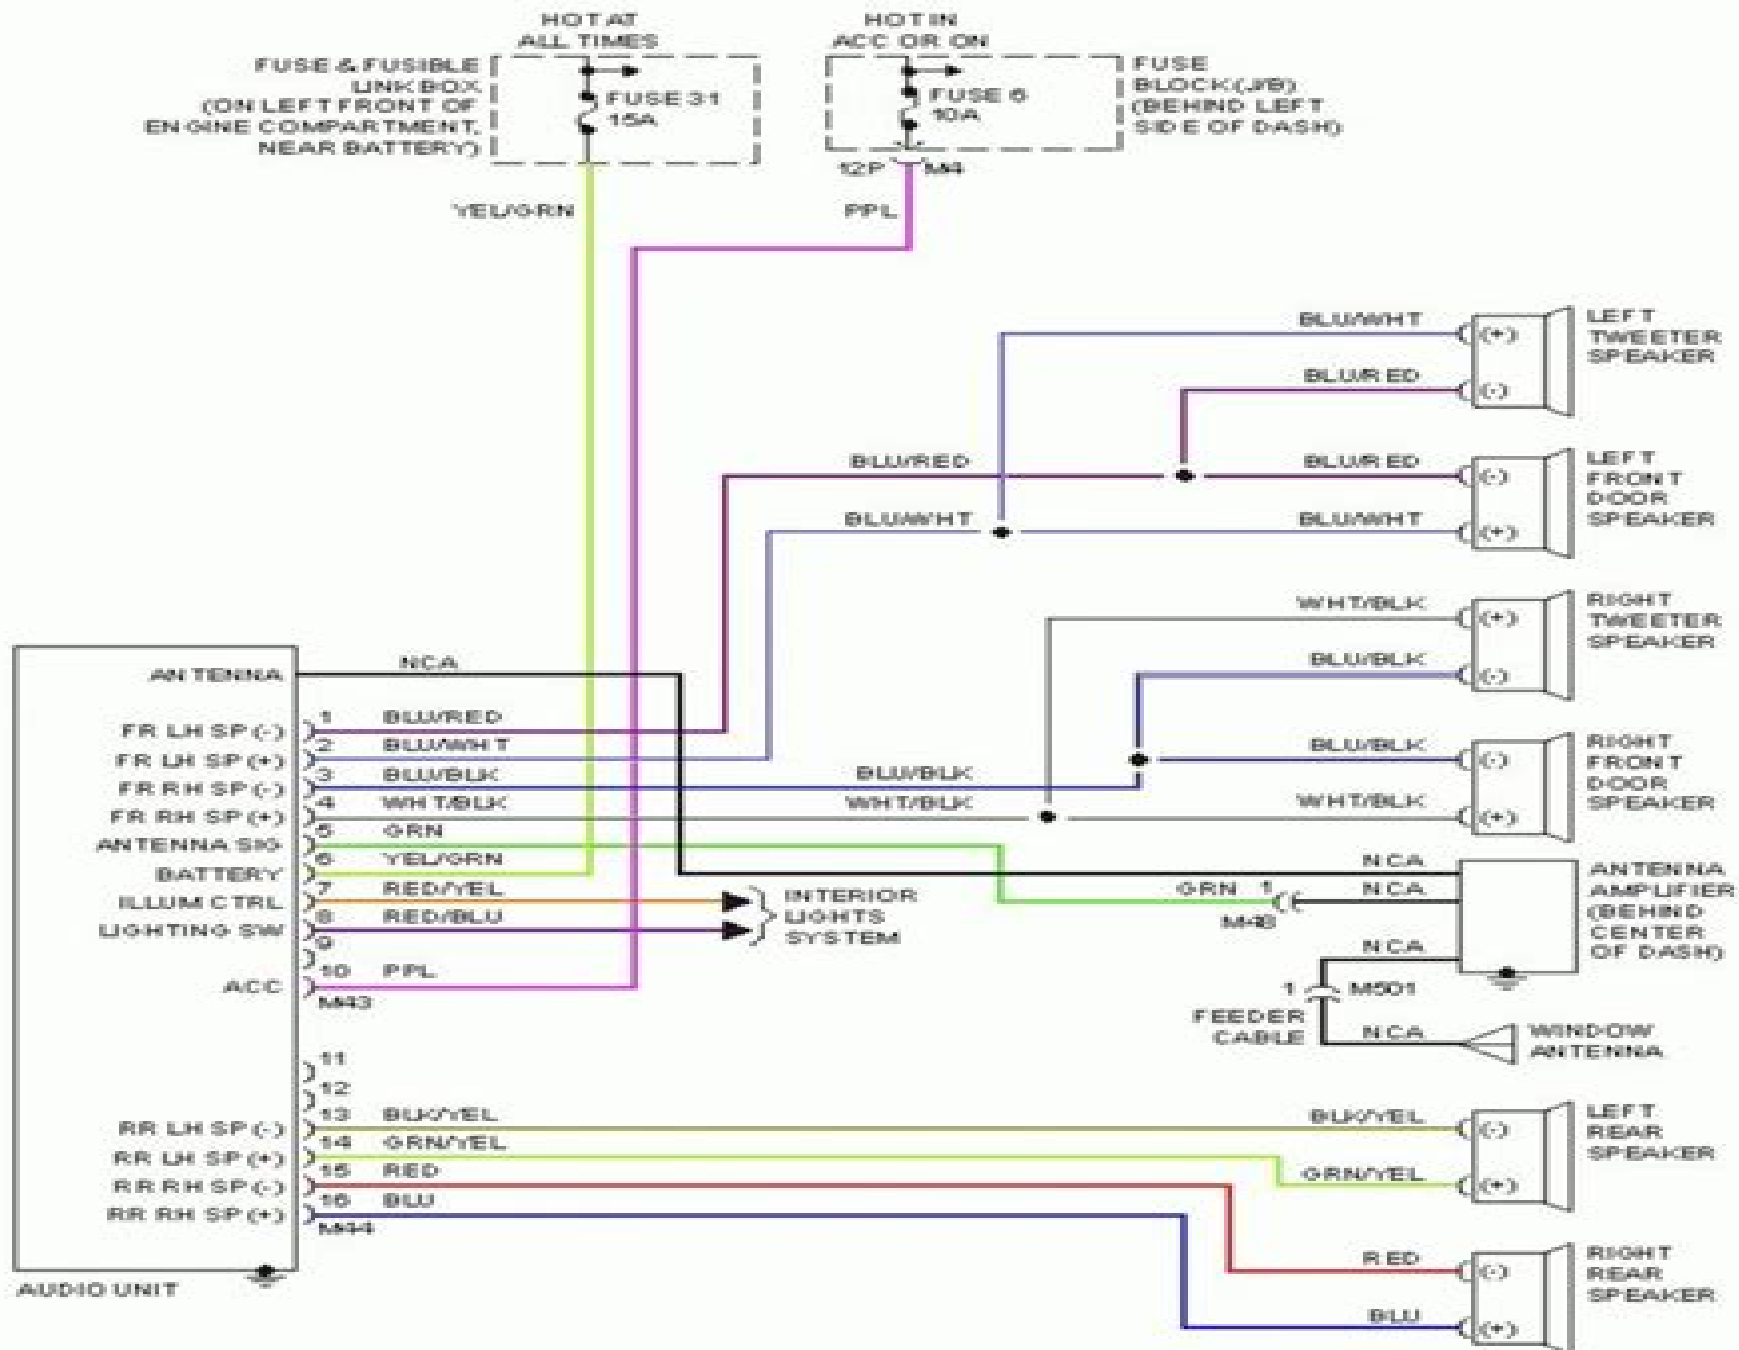 HOT AT
ALL TIMES
HOT IN
ACC OR ON
FUSE & FUSIBLE
LINK BOX
(ON LEFT FRONT OF
ENGINE COMPARTMENT,
NEAR BATTERY)
FUSE 31
15A
FUSE 6
10A
FUSE
BLOCK (J/B)
(BEHIND LEFT
SIDE OF DASH)
12P
M4
YEL/GRN
PPL
BLU/WHT
BLU/RED
LEFT
TWEETER
SPEAKER
BLU/RED
BLU/WHT
BLU/RED
BLU/WHT
LEFT
FRONT
DOOR
SPEAKER
WHT/BLK
BLU/BLK
RIGHT
TWEETER
SPEAKER
BLU/BLK
WHT/BLK
BLU/BLK
WHT/BLK
RIGHT
FRONT
DOOR
SPEAKER
(+)
(-)
(-)
(+)
(+)
(-)
(-)
(+)
ANTENNA
NCA
FR LH SP (-)
1
BLU/RED
FR LH SP (+)
2
BLU/WHT
FR RH SP (-)
3
BLU/BLK
FR RH SP (+)
4
WHT/BLK
ANTENNA SIG
5
GRN
BATTERY
6
YEL/GRN
ILLUM CTRL
7
RED/YEL
LIGHTING SW
8
RED/BLU
9
ACC
10
PPL
M43
INTERIOR
LIGHTS
SYSTEM
NCA
GRN
1
NCA
M48
NCA
ANTENNA
AMPLIFIER
(BEHIND
CENTER
OF DASH)
1
M501
FEEDER
CABLE
NCA
WINDOW
ANTENNA
11
12
RR LH SP (-)
13
BLK/YEL
RR LH SP (+)
14
GRN/YEL
RR RH SP (-)
15
RED
RR RH SP (+)
16
BLU
M44
AUDIO UNIT
BLK/YEL
GRN/YEL
(-)
(+)
LEFT
REAR
SPEAKER
RED
BLU
(-)
(+)
RIGHT
REAR
SPEAKER